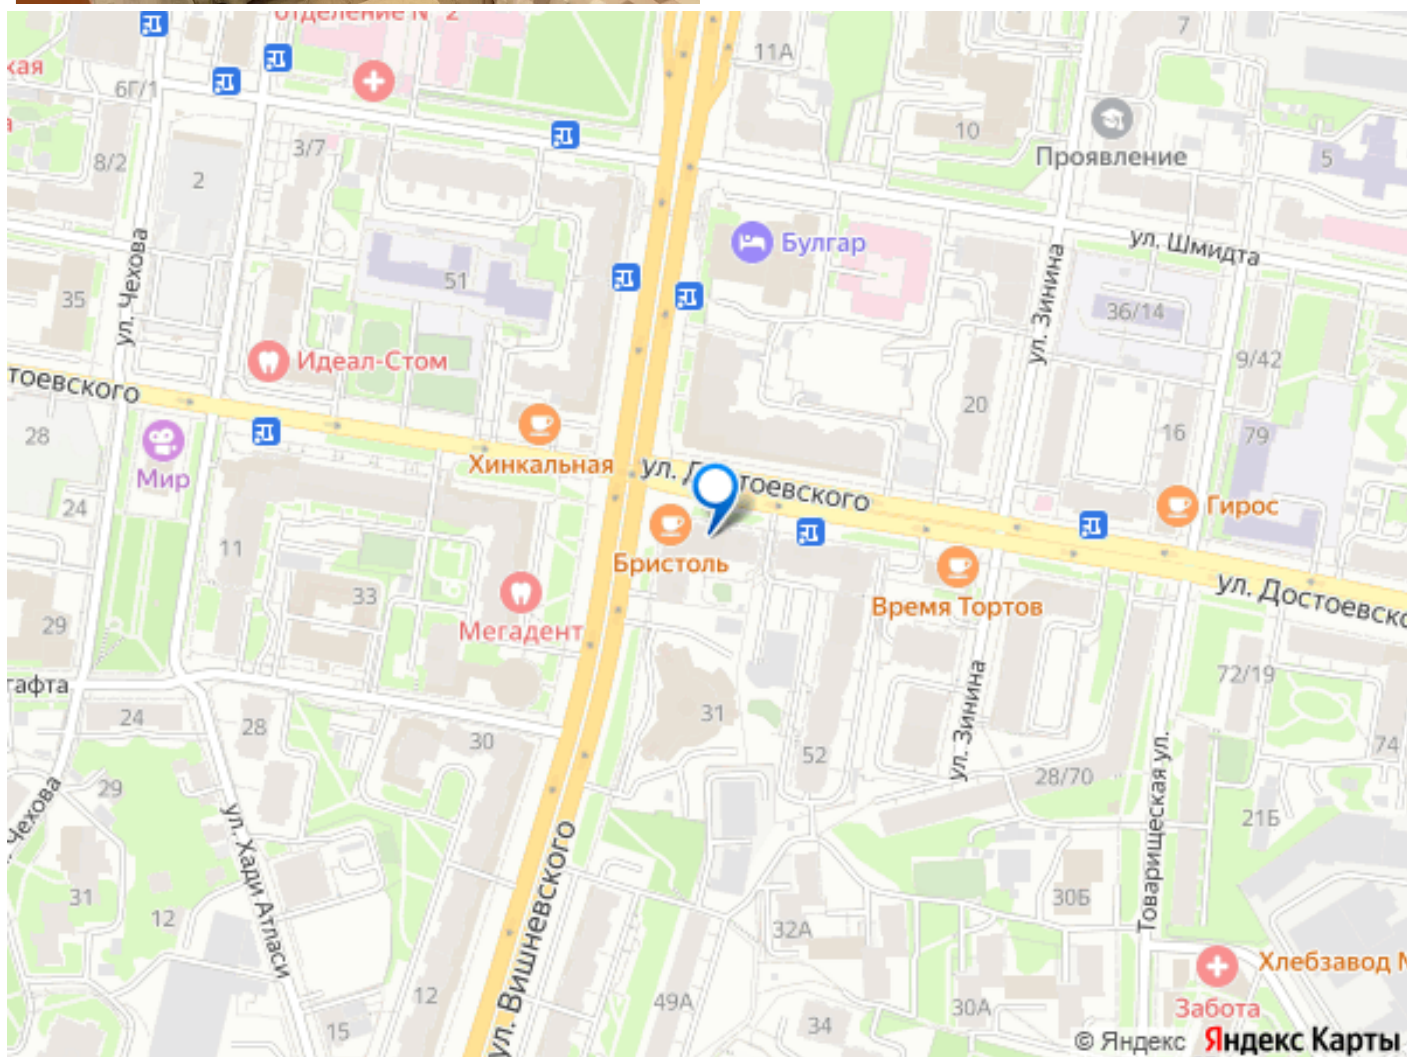 отделение № 2
кая
а
6Г/1
8/2
2
3/7
11А
7
10
Проявление
5
ул. Чехова
35
51
Булгар
ул. Шмидта
ул. Зинина
36/14
9/42
Идеал-Стом
тоевского
28
Мир
24
Хинкальная
ул. Достоевского
20
16
79
Гирос
11
Бристоль
Время Тортов
ул. Достоевско
33
Мегадент
29
гафта
24
28
30
31
52
ул. Зинина
28/70
72/19
74
29
Чехова
ул. Хади Атласи
ул. Вишневского
Товарищеская ул.
21Б
31
12
30Б
32А
12
15
49А
34
30А
Хлебзавод №
Забота
© Яндекс Яндекс Карты